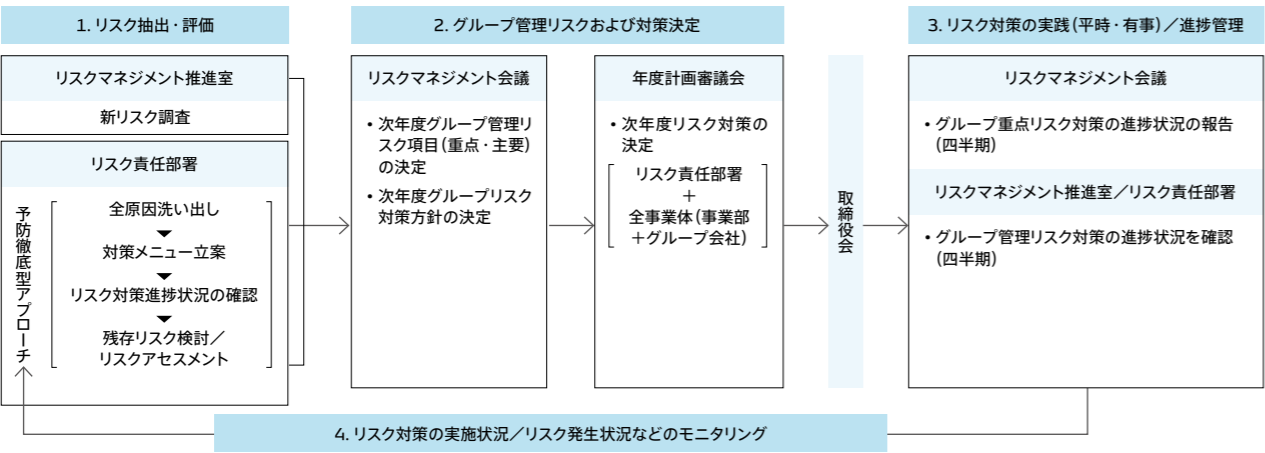 1. リスク抽出・評価
リスクマネジメント推進室
新リスク調査
リスク責任部署
予防徹底型アプローチ
全原因洗い出し
対策メニュー立案
リスク対策進捗状況の確認
残存リスク検討／
リスクアセスメント
2. グループ管理リスクおよび対策決定
リスクマネジメント会議
・次年度グループ管理リ
スク項目（重点・主要）
の決定
・次年度グループリスク
対策方針の決定
年度計画審議会
・次年度リスク対策の
決定
リスク責任部署
＋
全事業体（事業部
＋グループ会社）
取締役会
3. リスク対策の実践（平時・有事）／進捗管理
リスクマネジメント会議
・グループ重点リスク対策の進捗状況の報告
（四半期）
リスクマネジメント推進室／リスク責任部署
・グループ管理リスク対策の進捗状況を確認
（四半期）
4. リスク対策の実施状況／リスク発生状況などのモニタリング